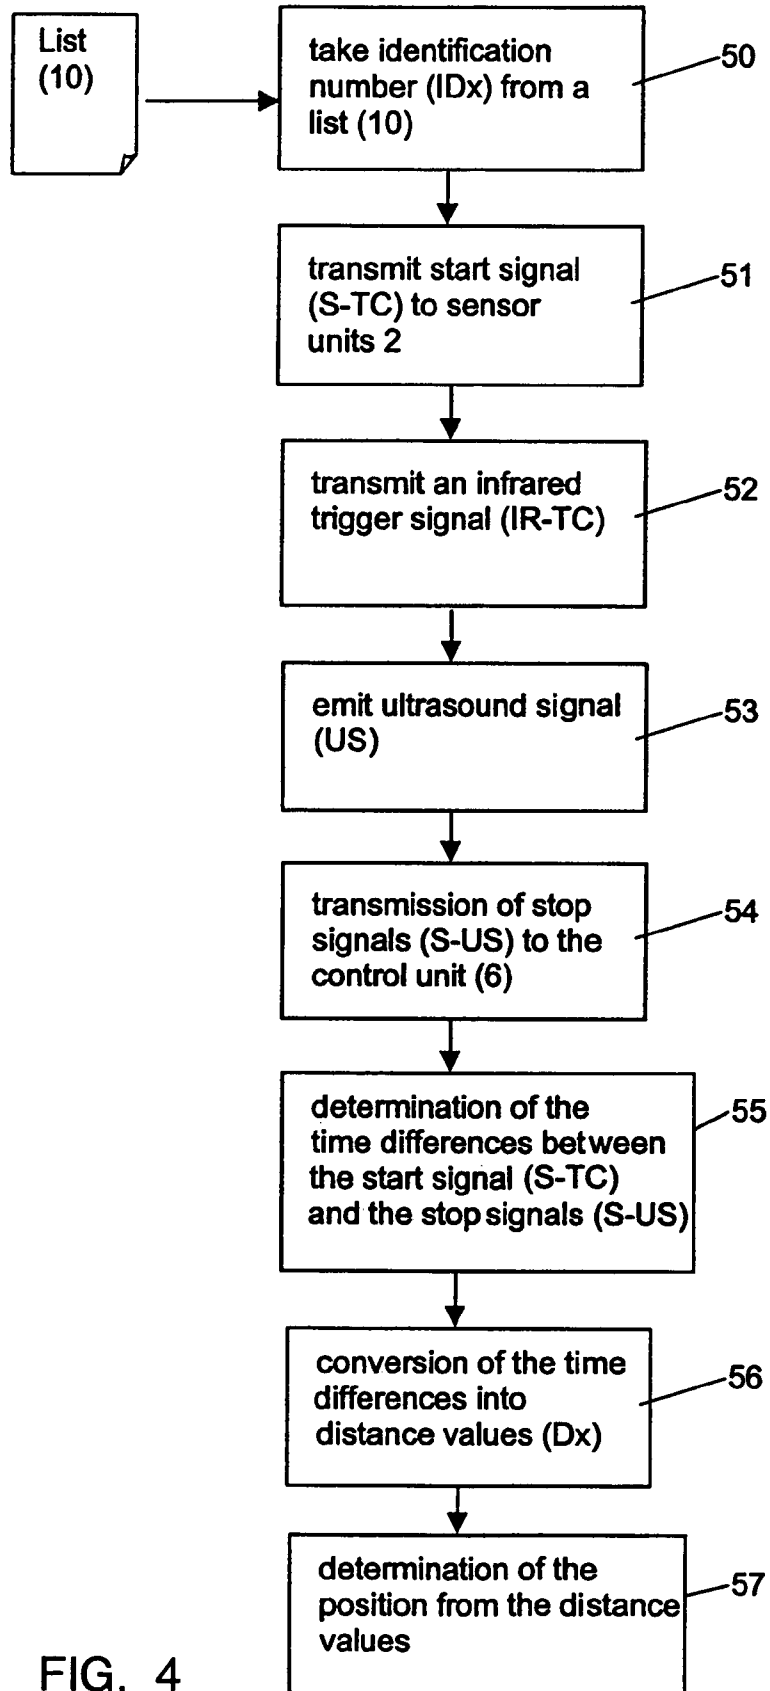 List
(10)
take identification
number (IDx) from a
list (10)
50
transmit start signal
(S-TC) to sensor
units 2
51
transmit an infrared
trigger signal (IR-TC)
52
emit ultrasound signal
(US)
53
transmission of stop
signals (S-US) to the
control unit (6)
54
determination of the
time differences between
the start signal (S-TC)
and the stop signals (S-US)
55
conversion of the time
differences into
distance values (Dx)
56
determination of the
position from the distance
values
57
FIG. 4